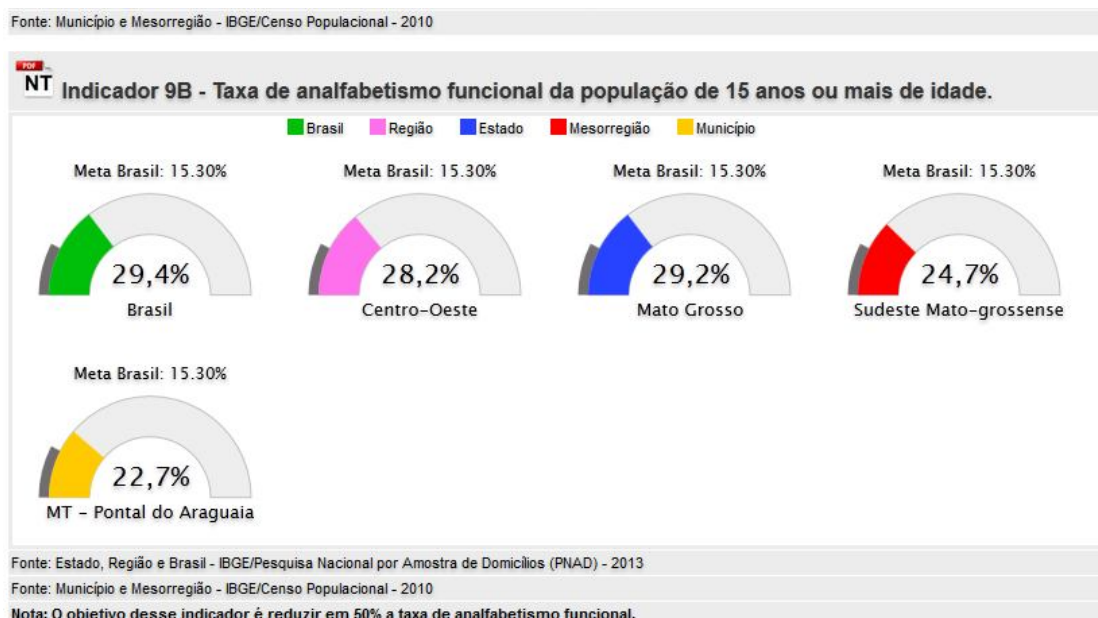 Fonte: Município e Mesorregião - IBGE/Censo Populacional - 2010
PDF
NT Indicador 9B - Taxa de analfabetismo funcional da população de 15 anos ou mais de idade.
Brasil Região Estado Mesorregião Município
Meta Brasil: 15.30% Meta Brasil: 15.30% Meta Brasil: 15.30% Meta Brasil: 15.30%
29,4% 28,2% 29,2% 24,7%
Brasil Centro-Oeste Mato Grosso Sudeste Mato-grossense
Meta Brasil: 15.30%
22,7%
MT - Pontal do Araguaia
Fonte: Estado, Região e Brasil - IBGE/Pesquisa Nacional por Amostra de Domicílios (PNAD) - 2013
Fonte: Município e Mesorregião - IBGE/Censo Populacional - 2010
Nota: O objetivo desse indicador é reduzir em 50% a taxa de analfabetismo funcional.